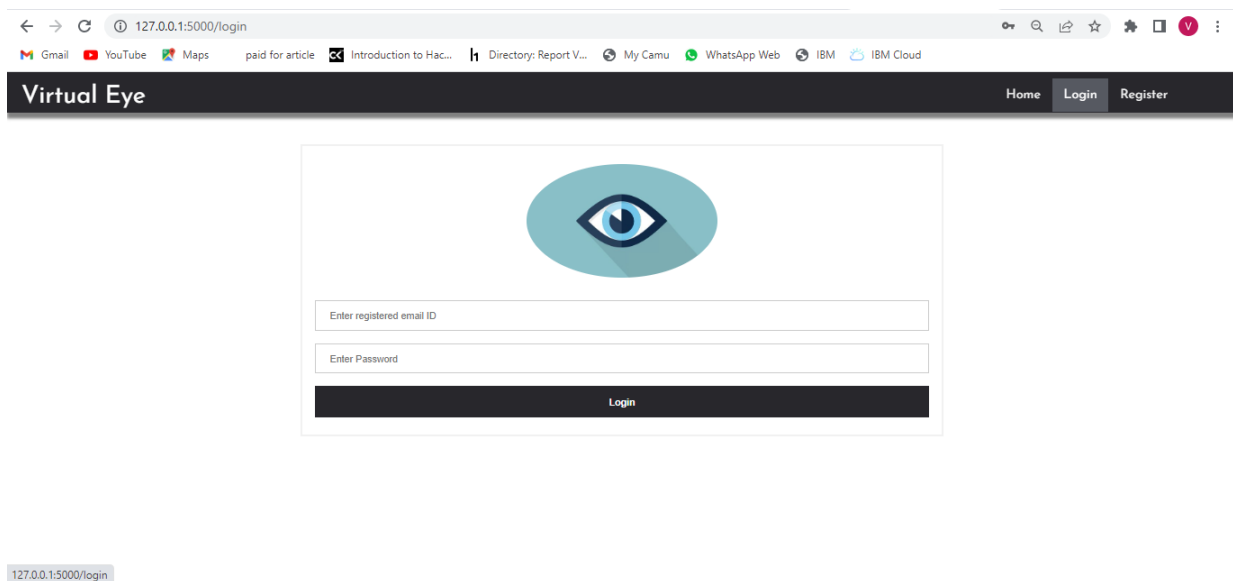 127.0.0.1:5000/login
V
Gmail YouTube Maps paid for article CC Introduction to Hac... h1 Directory: Report V... My Camu WhatsApp Web IBM IBM Cloud
Virtual Eye Home Login Register
Enter registered email ID
Enter Password
Login
127.0.0.1:5000/login